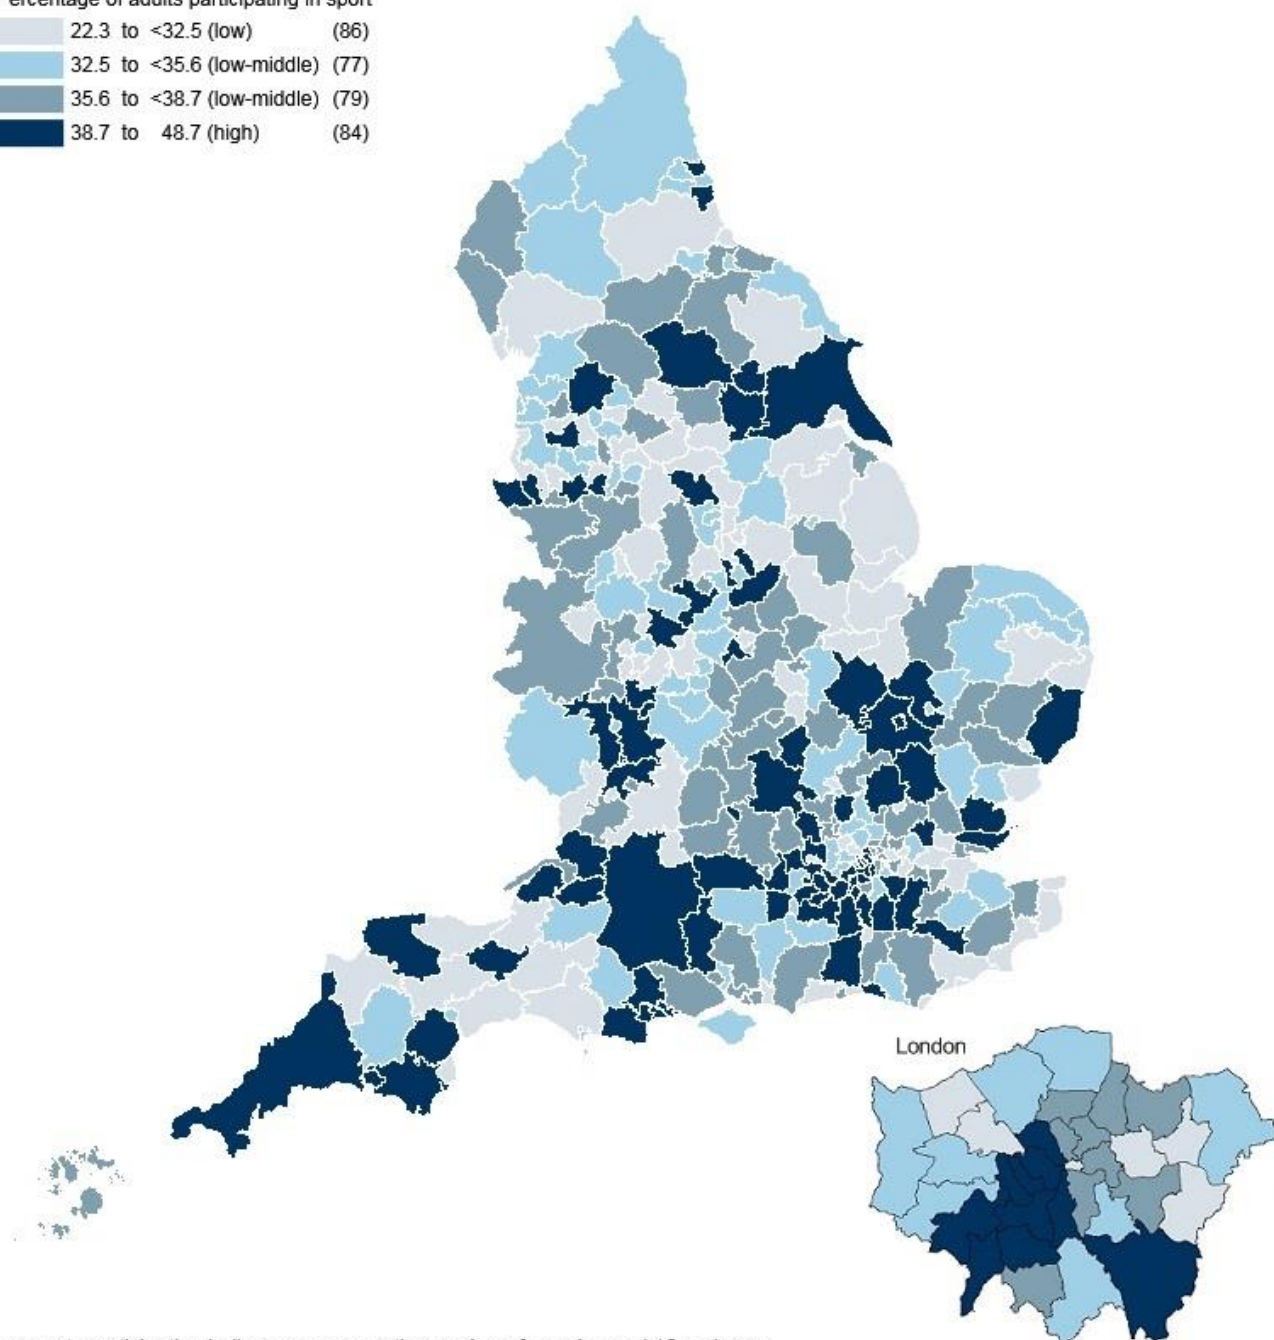 ercentage of adults participating in sport
22.3 to <32.5 (low) (86)
32.5 to <35.6 (low-middle) (77)
35.6 to <38.7 (low-middle) (79)
38.7 to 48.7 (high) (84)
London